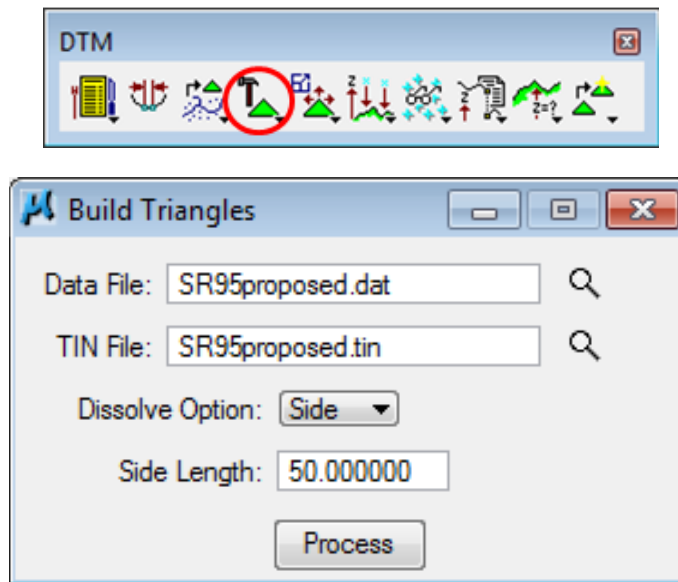 DTM
Build Triangles
Data File: SR95proposed.dat
TIN File: SR95proposed.tin
Dissolve Option: Side
Side Length: 50.000000
Process